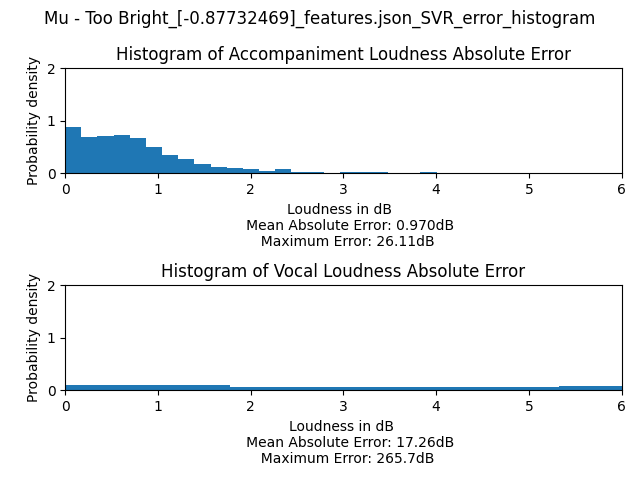 Mu - Too Bright_[-0.87732469]_features.json_SVR_error_histogram
Histogram of Accompaniment Loudness Absolute Error
Probability density
2
1
0
0 1 2 3 4 5 6
Loudness in dB
Mean Absolute Error: 0.970dB
Maximum Error: 26.11dB
Histogram of Vocal Loudness Absolute Error
Probability density
2
1
0
0 1 2 3 4 5 6
Loudness in dB
Mean Absolute Error: 17.26dB
Maximum Error: 265.7dB